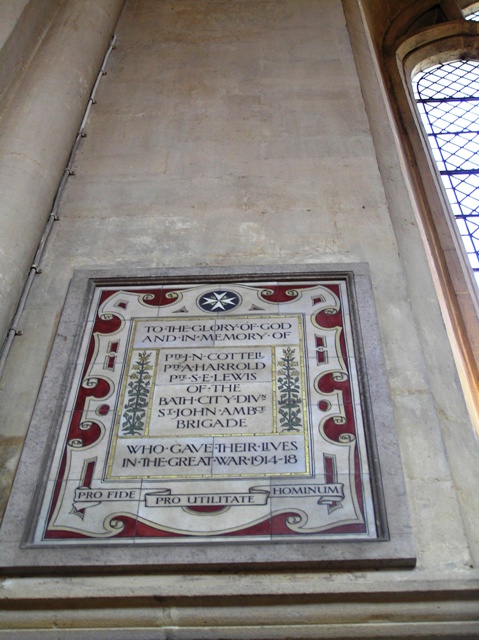 TO·THE·GLORY·OF·GOD
AND·IN·MEMORY·OF
PTE·J·N·COTTELL
PTE·A·HARROLD
PTE·S·E·LEWIS
OF·THE
BATH·CITY·DIVN
ST·JOHN·AMBCE
BRIGADE
WHO·GAVE·THEIR·LIVES
IN·THE·GREAT·WAR·1914-18
PRO FIDE PRO UTILITATE HOMINUM